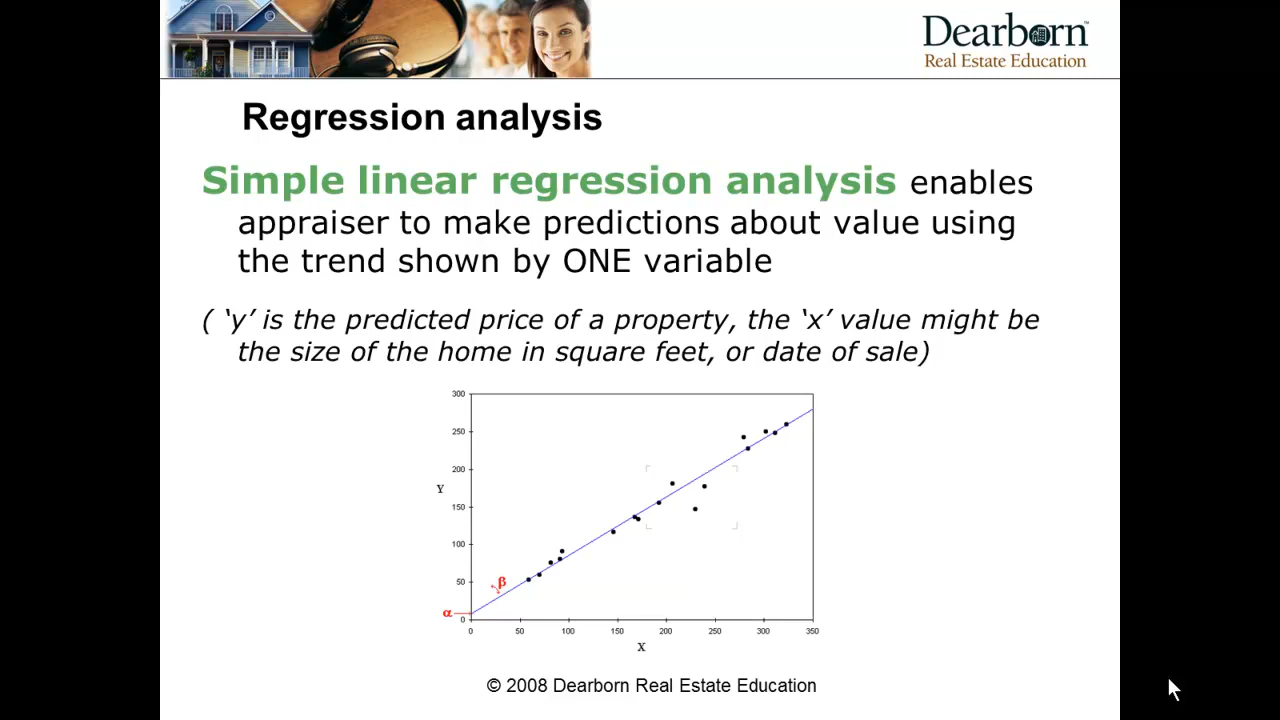 Dearborn™
Real Estate Education
Regression analysis
Simple linear regression analysis enables
appraiser to make predictions about value using
the trend shown by ONE variable
( ‘y’ is the predicted price of a property, the ‘x’ value might be
the size of the home in square feet, or date of sale)
300
250
200
Y
150
100
50
β
α
0
0 50 100 150 200 250 300 350
X
© 2008 Dearborn Real Estate Education